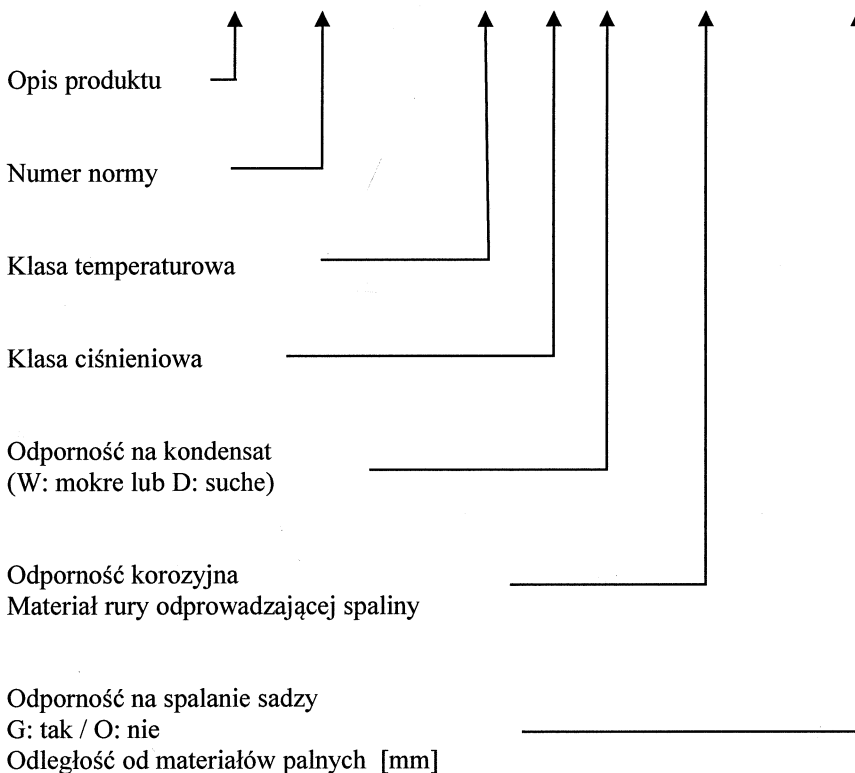 Opis produktu
Numer normy
Klasa temperaturowa
Klasa ciśnieniowa
Odporność na kondensat
(W: mokre lub D: suche)
Odporność korozyjna
Materiał rury odprowadzającej spaliny
Odporność na spalanie sadzy
G: tak / O: nie
Odległość od materiałów palnych [mm]